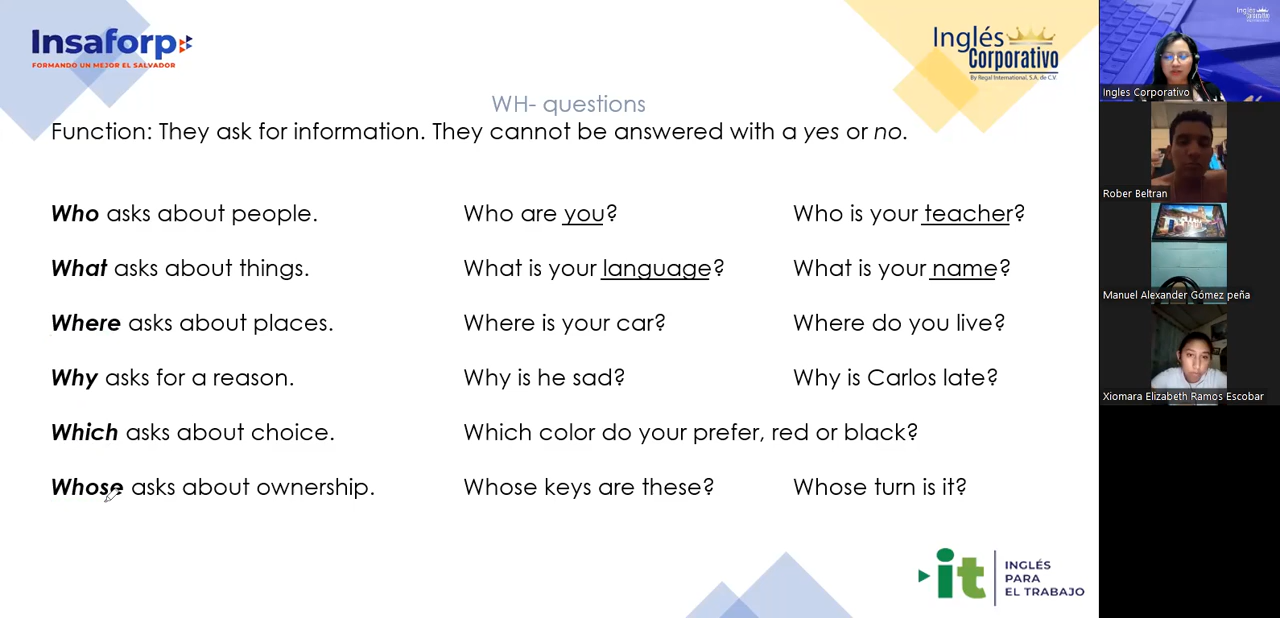 Insaforp
FORMANDO UN MEJOR EL SALVADOR
Inglés
Corporativo
By Regal International, S.A. de C.V.
WH- questions
Function: They ask for information. They cannot be answered with a yes or no.
Who asks about people. Who are you? Who is your teacher?
What asks about things. What is your language? What is your name?
Where asks about places. Where is your car? Where do you live?
Why asks for a reason. Why is he sad? Why is Carlos late?
Which asks about choice. Which color do your prefer, red or black?
Whose asks about ownership. Whose keys are these? Whose turn is it?
it
INGLÉS
PARA
EL TRABAJO
Ingles Corporativo
Rober Beltran
Manuel Alexander Gómez peña
Xiomara Elizabeth Ramos Escobar